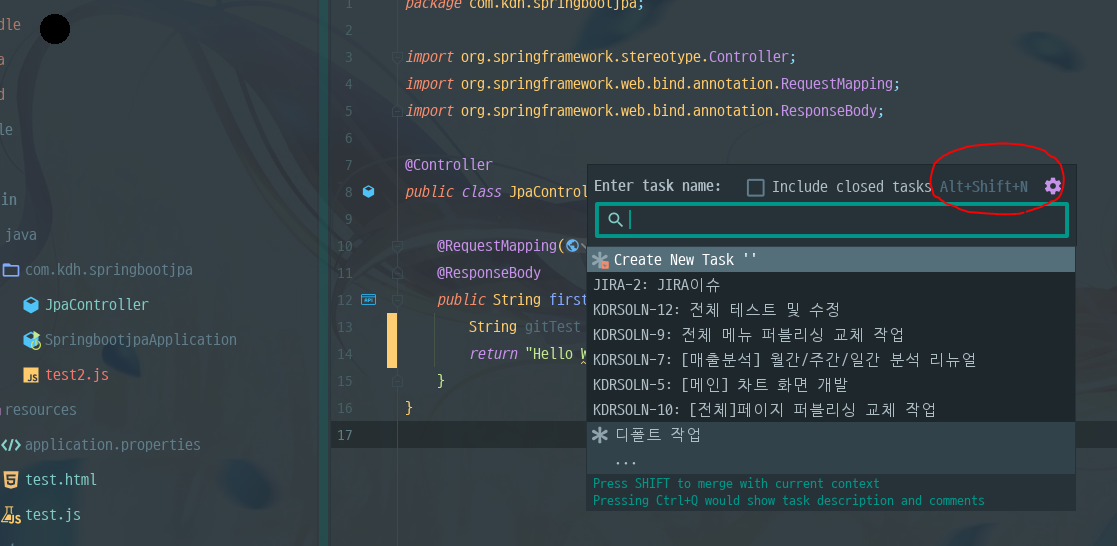 dle
a
d
le
in
java
com.kdh.springbootjpa
JpaController
SpringbootjpaApplication
test2.js
resources
application.properties
test.html
test.js
1 package com.kdh.springbootjpa;
2
3 import org.springframework.stereotype.Controller;
4 import org.springframework.web.bind.annotation.RequestMapping;
5 import org.springframework.web.bind.annotation.ResponseBody;
6
7 @Controller
8 public class JpaControl
9
10 @RequestMapping(
11 @ResponseBody
12 public String first
13 String gitTest
14 return "Hello W
15 }
16 }
17
Enter task name: Include closed tasks Alt+Shift+N
Create New Task ''
JIRA-2: JIRA이슈
KDRSOLN-12: 전체 테스트 및 수정
KDRSOLN-9: 전체 메뉴 퍼블리싱 교체 작업
KDRSOLN-7: [매출분석] 월간/주간/일간 분석 리뉴얼
KDRSOLN-5: [메인] 차트 화면 개발
KDRSOLN-10: [전체]페이지 퍼블리싱 교체 작업
디폴트 작업
...
Press SHIFT to merge with current context
Pressing Ctrl+Q would show task description and comments